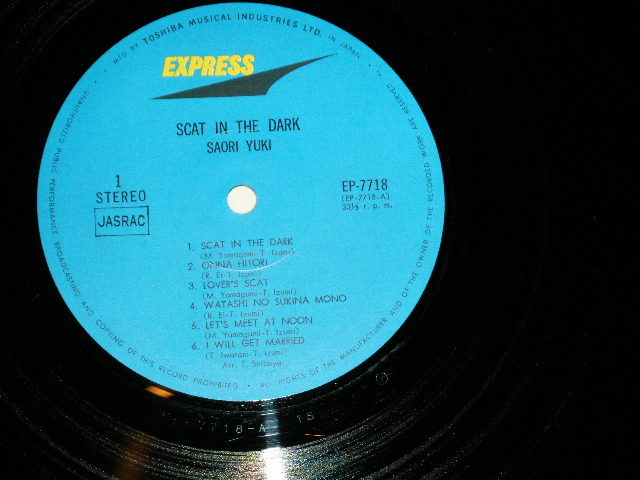 MFG BY TOSHIBA MUSICAL INDUSTRIES LTD. IN JAPAN
EXPRESS
SCAT IN THE DARK
SAORI YUKI
1
STEREO
JASRAC
EP-7718
(EP-7718-A)
33⅓ r. p. m.
1. SCAT IN THE DARK
(M. Yamagami-T. Izumi)
2. ONNA HITORI
(R. Ei-T. Izumi)
3. LOVER'S SCAT
(M. Yamagami-T. Izumi)
4. WATASHI NO SUKINA MONO
(R. Ei-T. Izumi)
5. LET'S MEET AT NOON
(M. Yamagami-T. Izumi)
6. I WILL GET MARRIED
(T. Iwatani-T. Izumi)
Arr. T. Shibuya
UNAUTHORIZED PUBLIC PERFORMANCE BROADCASTING AND COPYING OF THIS RECORD PROHIBITED • ALL RIGHTS OF THE MANUFACTURER AND OF THE OWNER OF THE RECORDED WORK ARE RESERVED
7718-A 1S